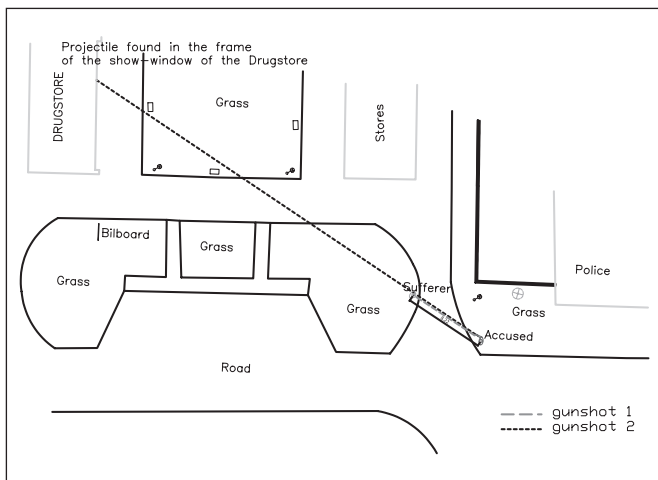 Projectile found in the frame
of the show-window of the Drugstore
DRUGSTORE
Grass
Stores
Bilboard
Grass
Grass
Grass
Sufferer
Police
Grass
Accused
Road
gunshot 1
gunshot 2